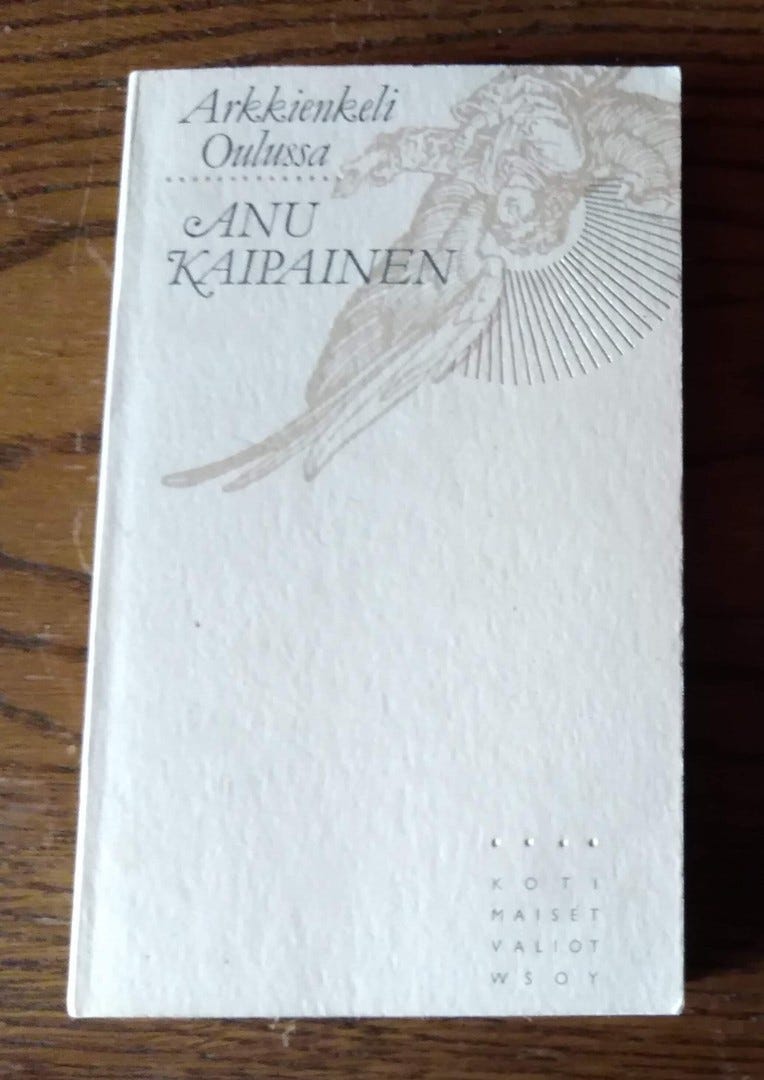 Arkkienkeli
Oulussa
ANU
KAIPAINEN
KOTI
MAISET
VALIOT
WSOY